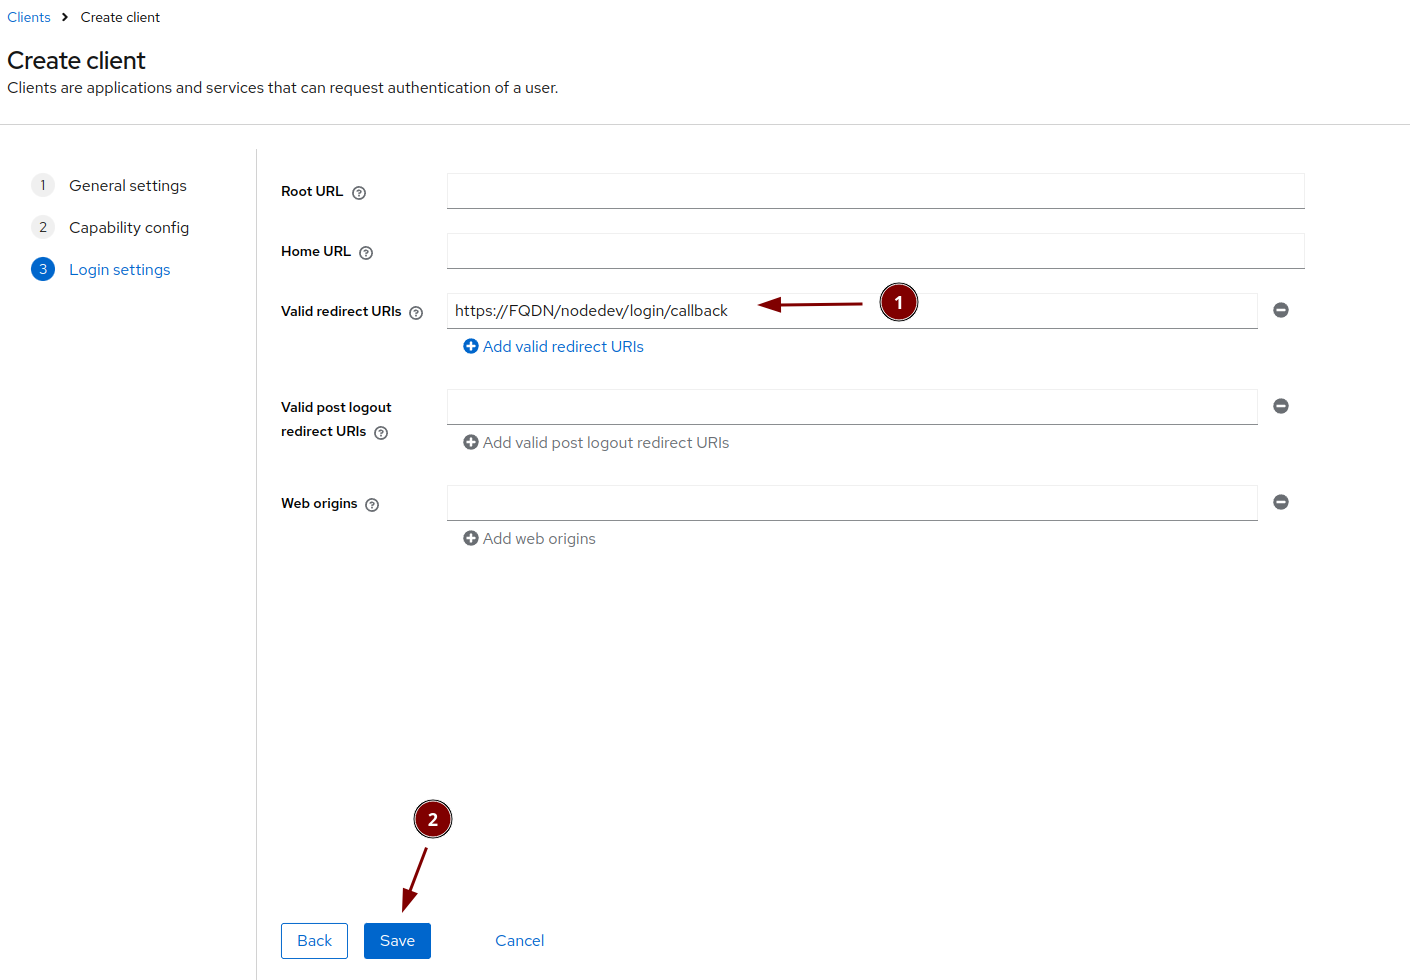 Clients > Create client
Create client
Clients are applications and services that can request authentication of a user.
1 General settings
2 Capability config
3 Login settings
Root URL ?
Home URL ?
Valid redirect URIs ? https://FQDN/nodedev/login/callback 1
Add valid redirect URIs
Valid post logout
redirect URIs ?
Add valid post logout redirect URIs
Web origins ?
Add web origins
2
Back Save Cancel